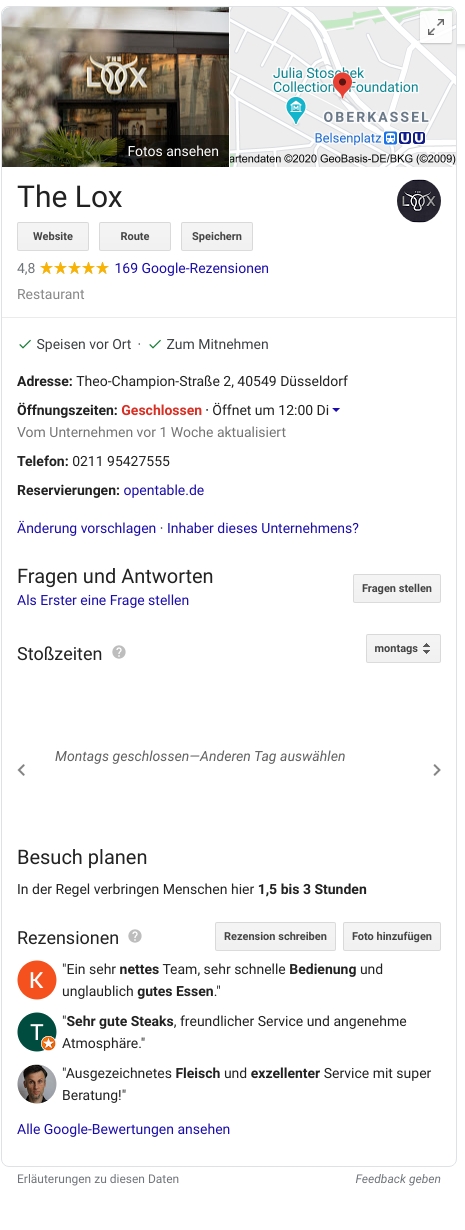 THE
LOX
Fotos ansehen
Julia Stoschek
Collection Foundation
OBERKASSEL
Belsenplatz U U
artendaten ©2020 GeoBasis-DE/BKG (©2009)
The Lox
THE
LOX
Website
Route
Speichern
4,8 ★★★★★ 169 Google-Rezensionen
Restaurant
✓ Speisen vor Ort · ✓ Zum Mitnehmen
Adresse: Theo-Champion-Straße 2, 40549 Düsseldorf
Öffnungszeiten: Geschlossen · Öffnet um 12:00 Di
Vom Unternehmen vor 1 Woche aktualisiert
Telefon: 0211 95427555
Reservierungen: opentable.de
Änderung vorschlagen · Inhaber dieses Unternehmens?
Fragen und Antworten
Fragen stellen
Als Erster eine Frage stellen
Stoßzeiten ?
montags
Montags geschlossen—Anderen Tag auswählen
Besuch planen
In der Regel verbringen Menschen hier 1,5 bis 3 Stunden
Rezensionen ?
Rezension schreiben
Foto hinzufügen
K
"Ein sehr nettes Team, sehr schnelle Bedienung und
unglaublich gutes Essen."
T
"Sehr gute Steaks, freundlicher Service und angenehme
Atmosphäre."
"Ausgezeichnetes Fleisch und exzellenter Service mit super
Beratung!"
Alle Google-Bewertungen ansehen
Erläuterungen zu diesen Daten
Feedback geben